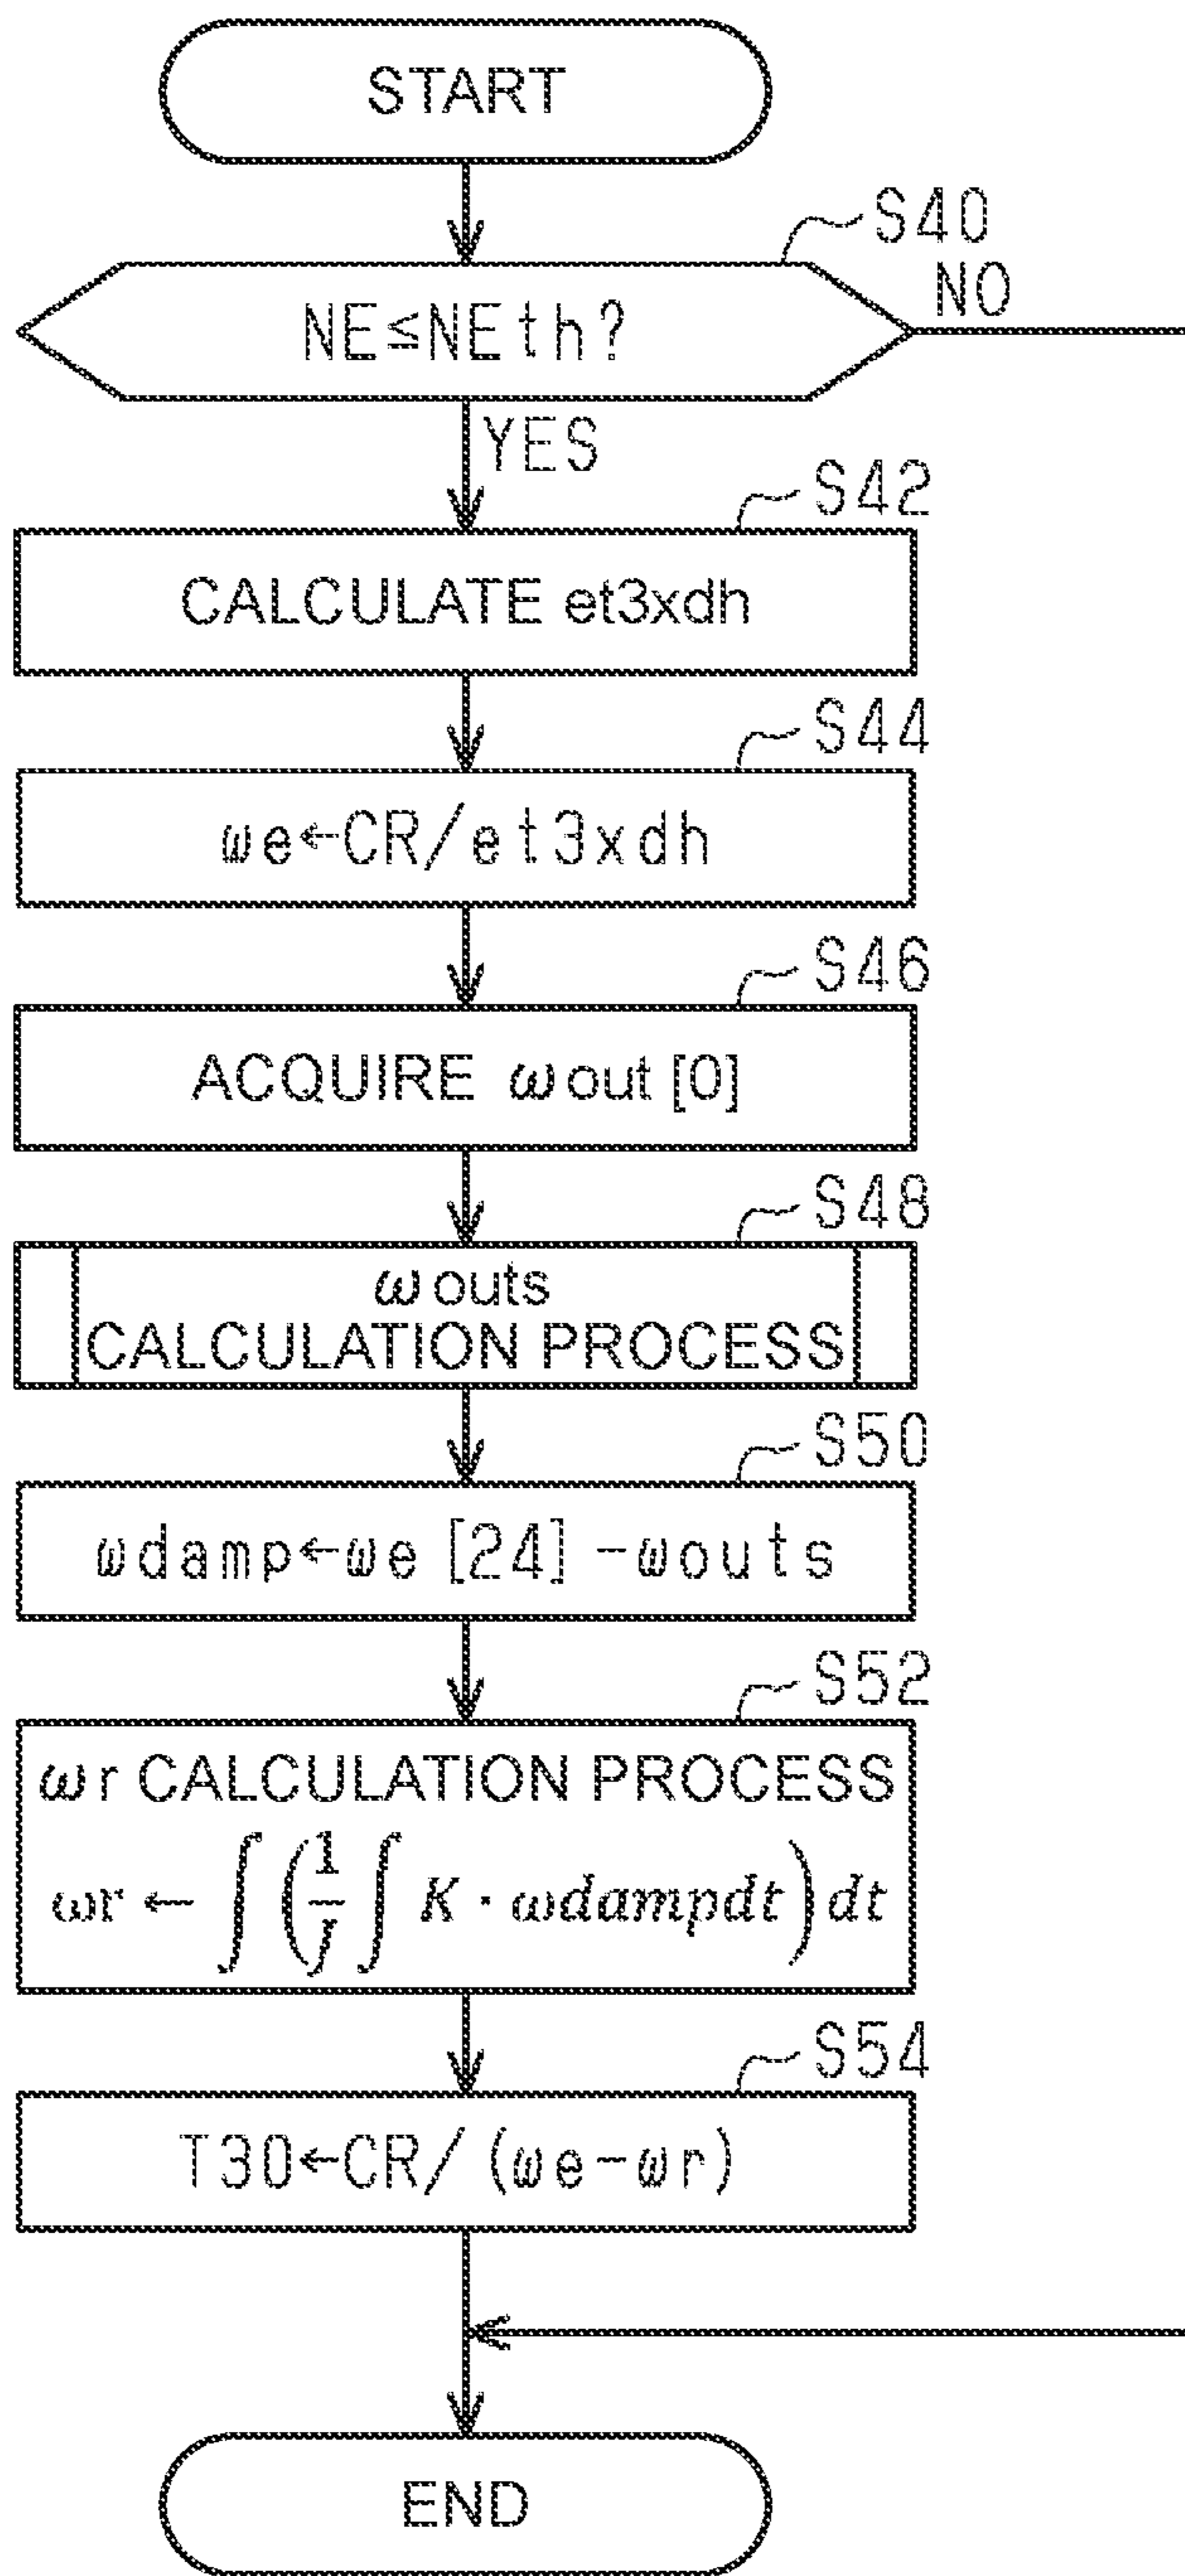 START
S40
NE≦NEth?
NO
YES
S42
CALCULATE et3xdh
S44
ωe←CR/et3xdh
S46
ACQUIRE ωout [0]
S48
ωouts
CALCULATION PROCESS
S50
ωdamp←ωe [24] -ωouts
S52
ωr CALCULATION PROCESS
ωr ← ∫ (1/J ∫ K · ωdampdt) dt
S54
T30←CR/ (ωe-ωr)
END